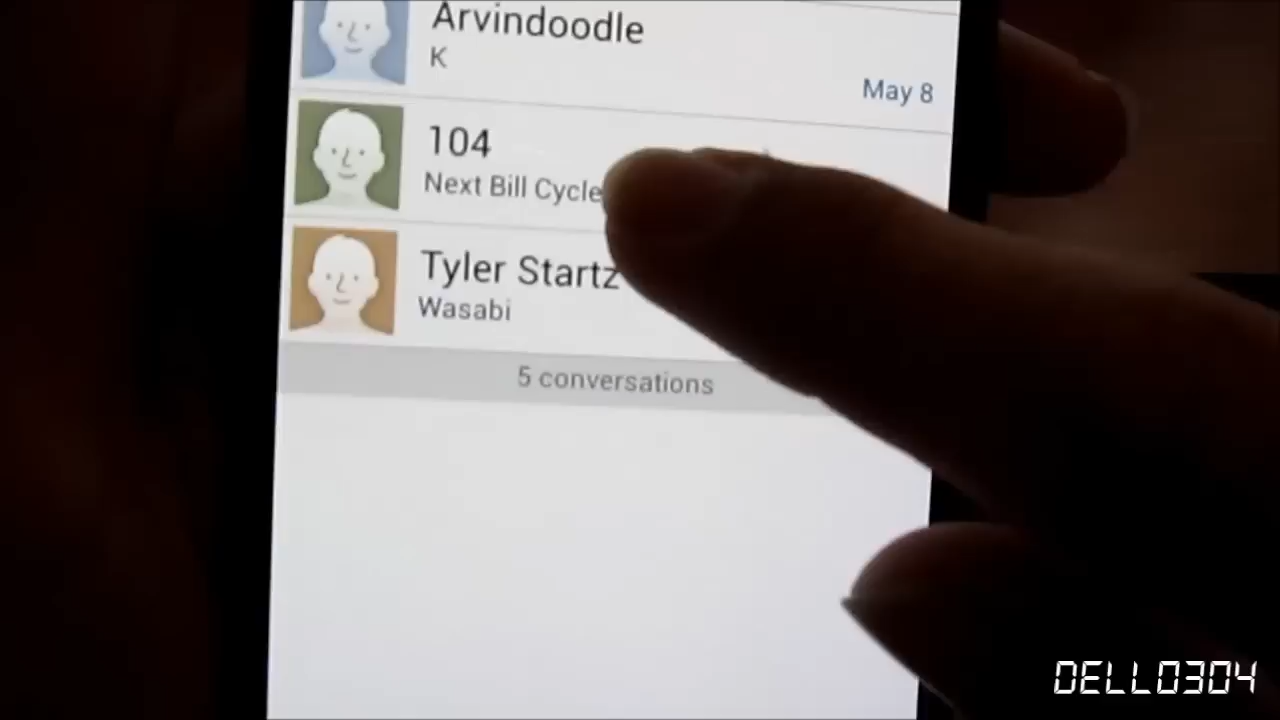 Arvindoodle
K
May 8
104
Next Bill Cycle
Tyler Startz
Wasabi
5 conversations
DELL0304